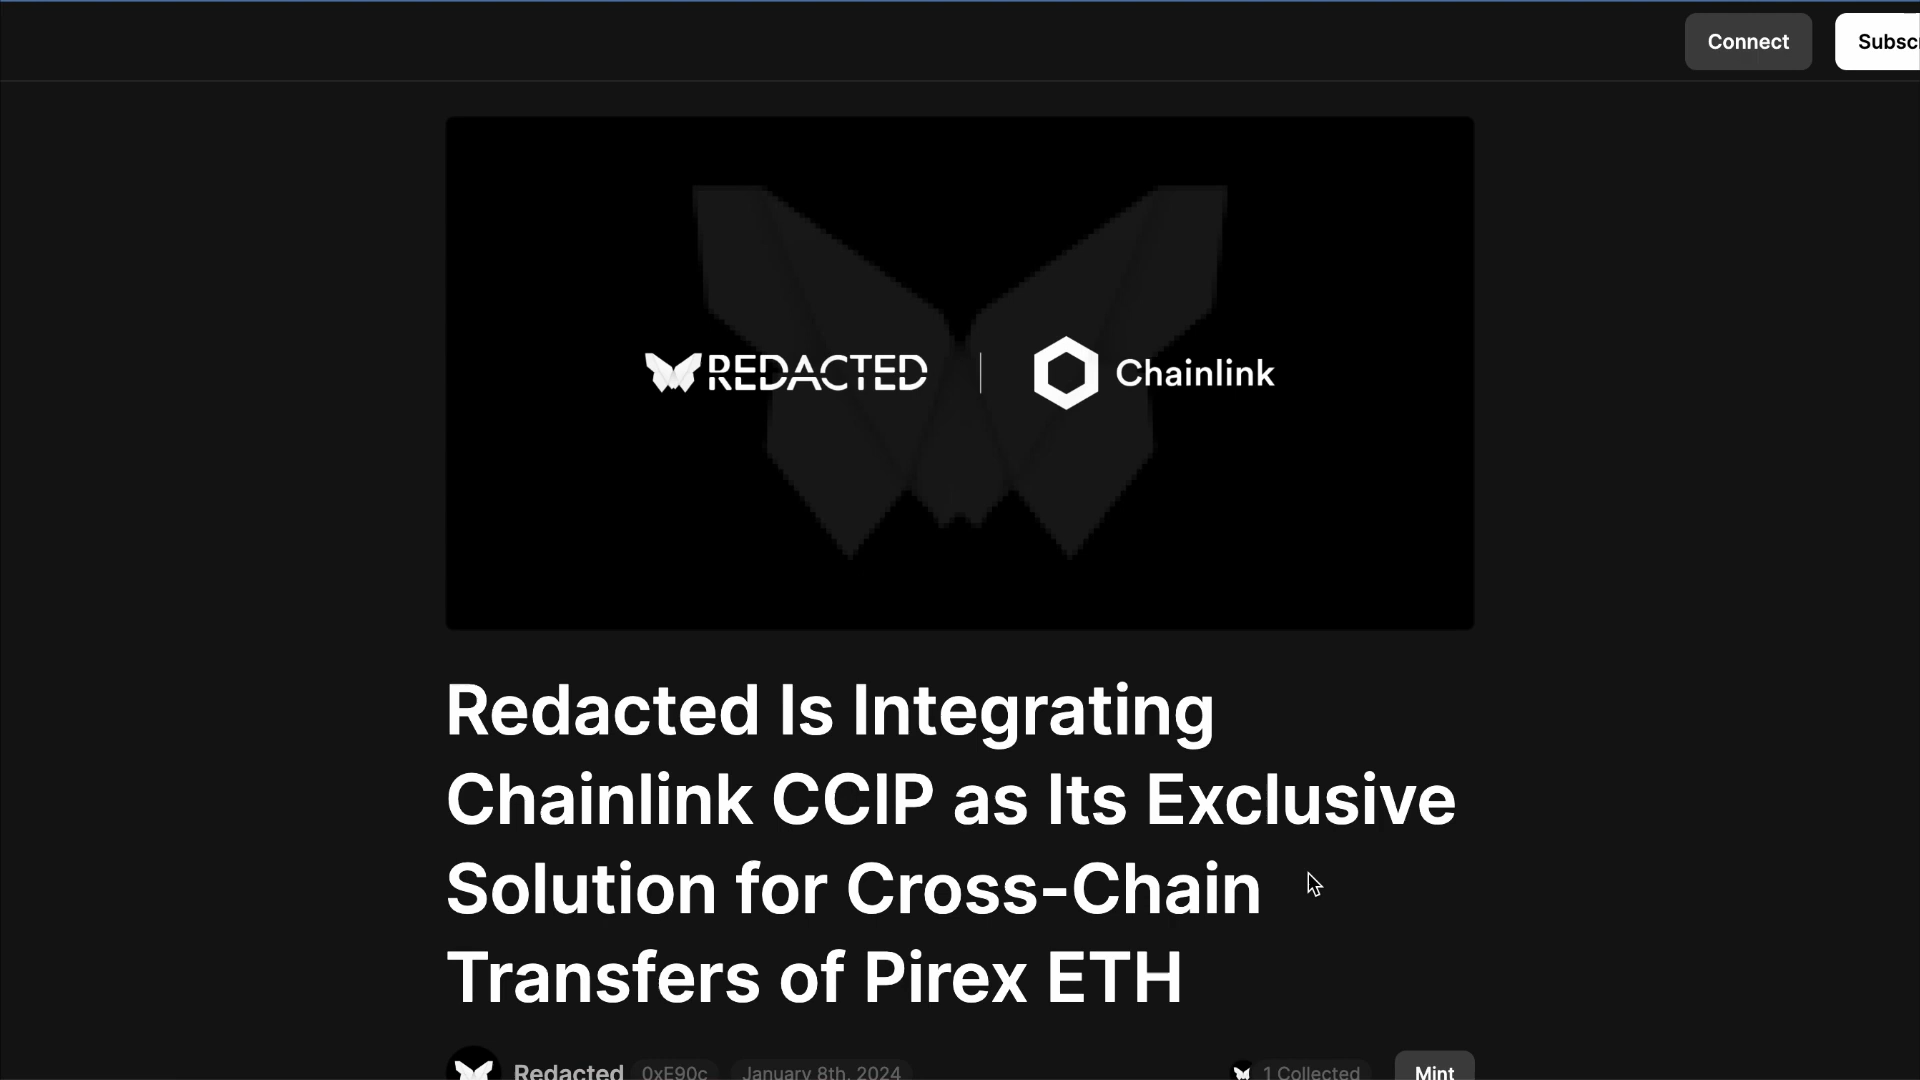 Connect
REDACTED
Chainlink
Redacted Is Integrating
Chainlink CCIP as Its Exclusive
Solution for Cross-Chain
Transfers of Pirex ETH
Redacted 0xE90c January 8th, 2024 1 Collected Mint